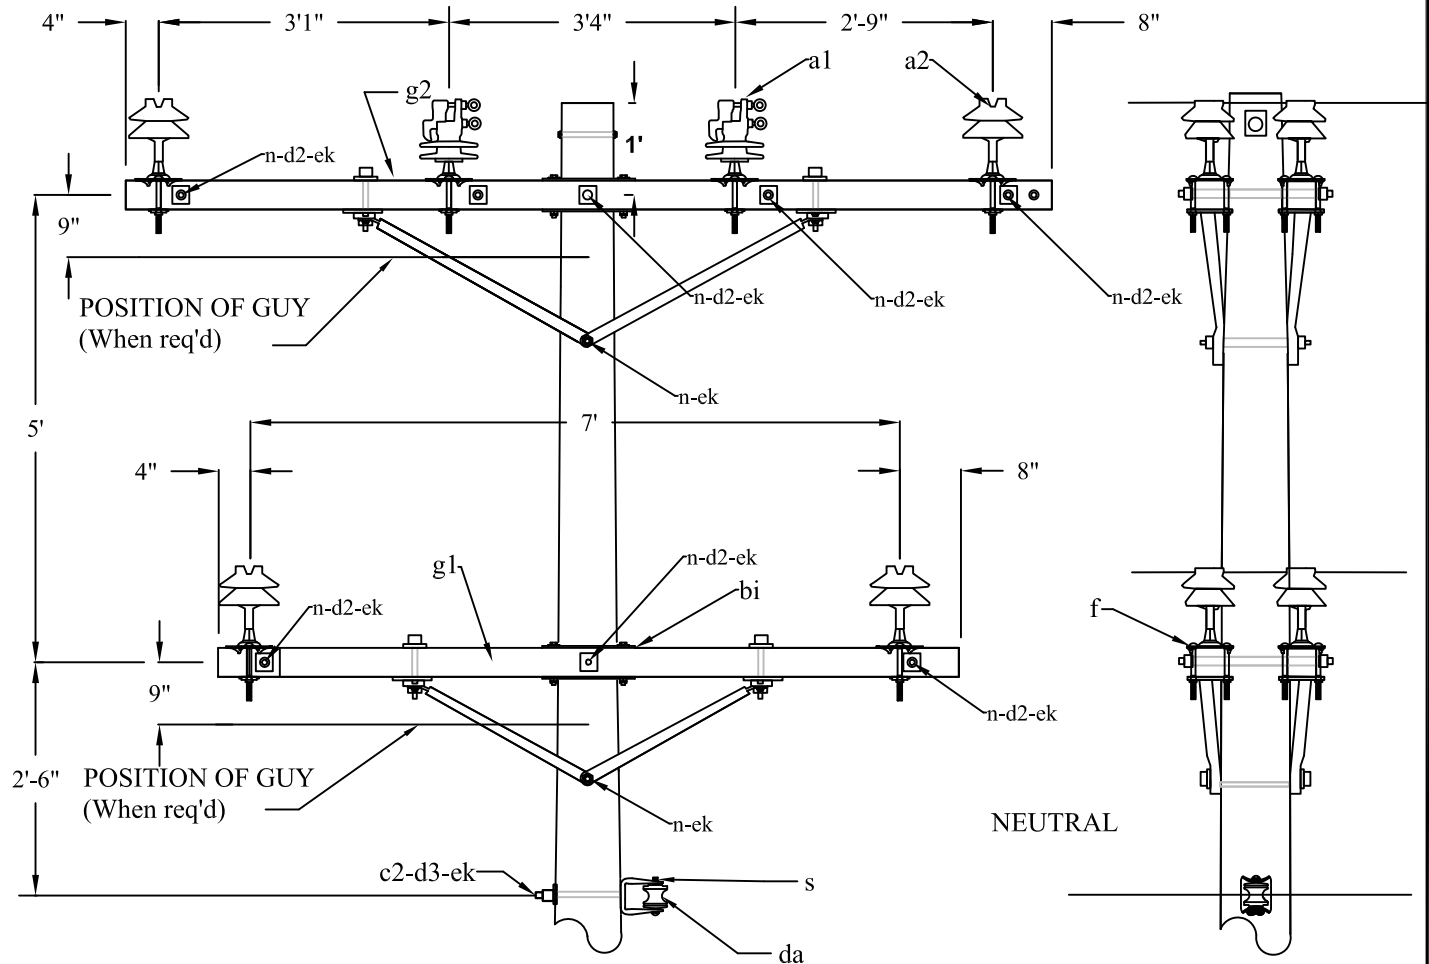 4"
3'1"
3'4"
2'-9"
8"
a1
a2
g2
1'
n-d2-ek
9"
n-d2-ek
n-d2-ek
n-d2-ek
POSITION OF GUY
(When req'd)
n-ek
5'
7'
4"
8"
g1
n-d2-ek
bi
n-d2-ek
f
9"
n-d2-ek
2'-6"
POSITION OF GUY
(When req'd)
n-ek
NEUTRAL
c2-d3-ek
s
da